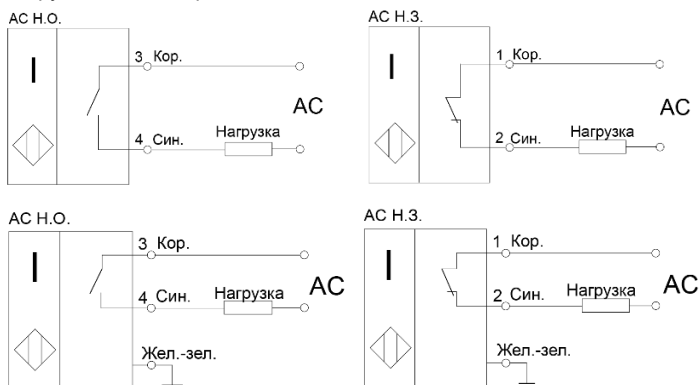 АС Н.О.
3 Кор.
АС
4 Син.
Нагрузка
АС Н.З.
1 Кор.
АС
2 Син.
Нагрузка
АС Н.О.
3 Кор.
АС
4 Син.
Нагрузка
Жел.-зел.
АС Н.З.
1 Кор.
АС
2 Син.
Нагрузка
Жел.-зел.